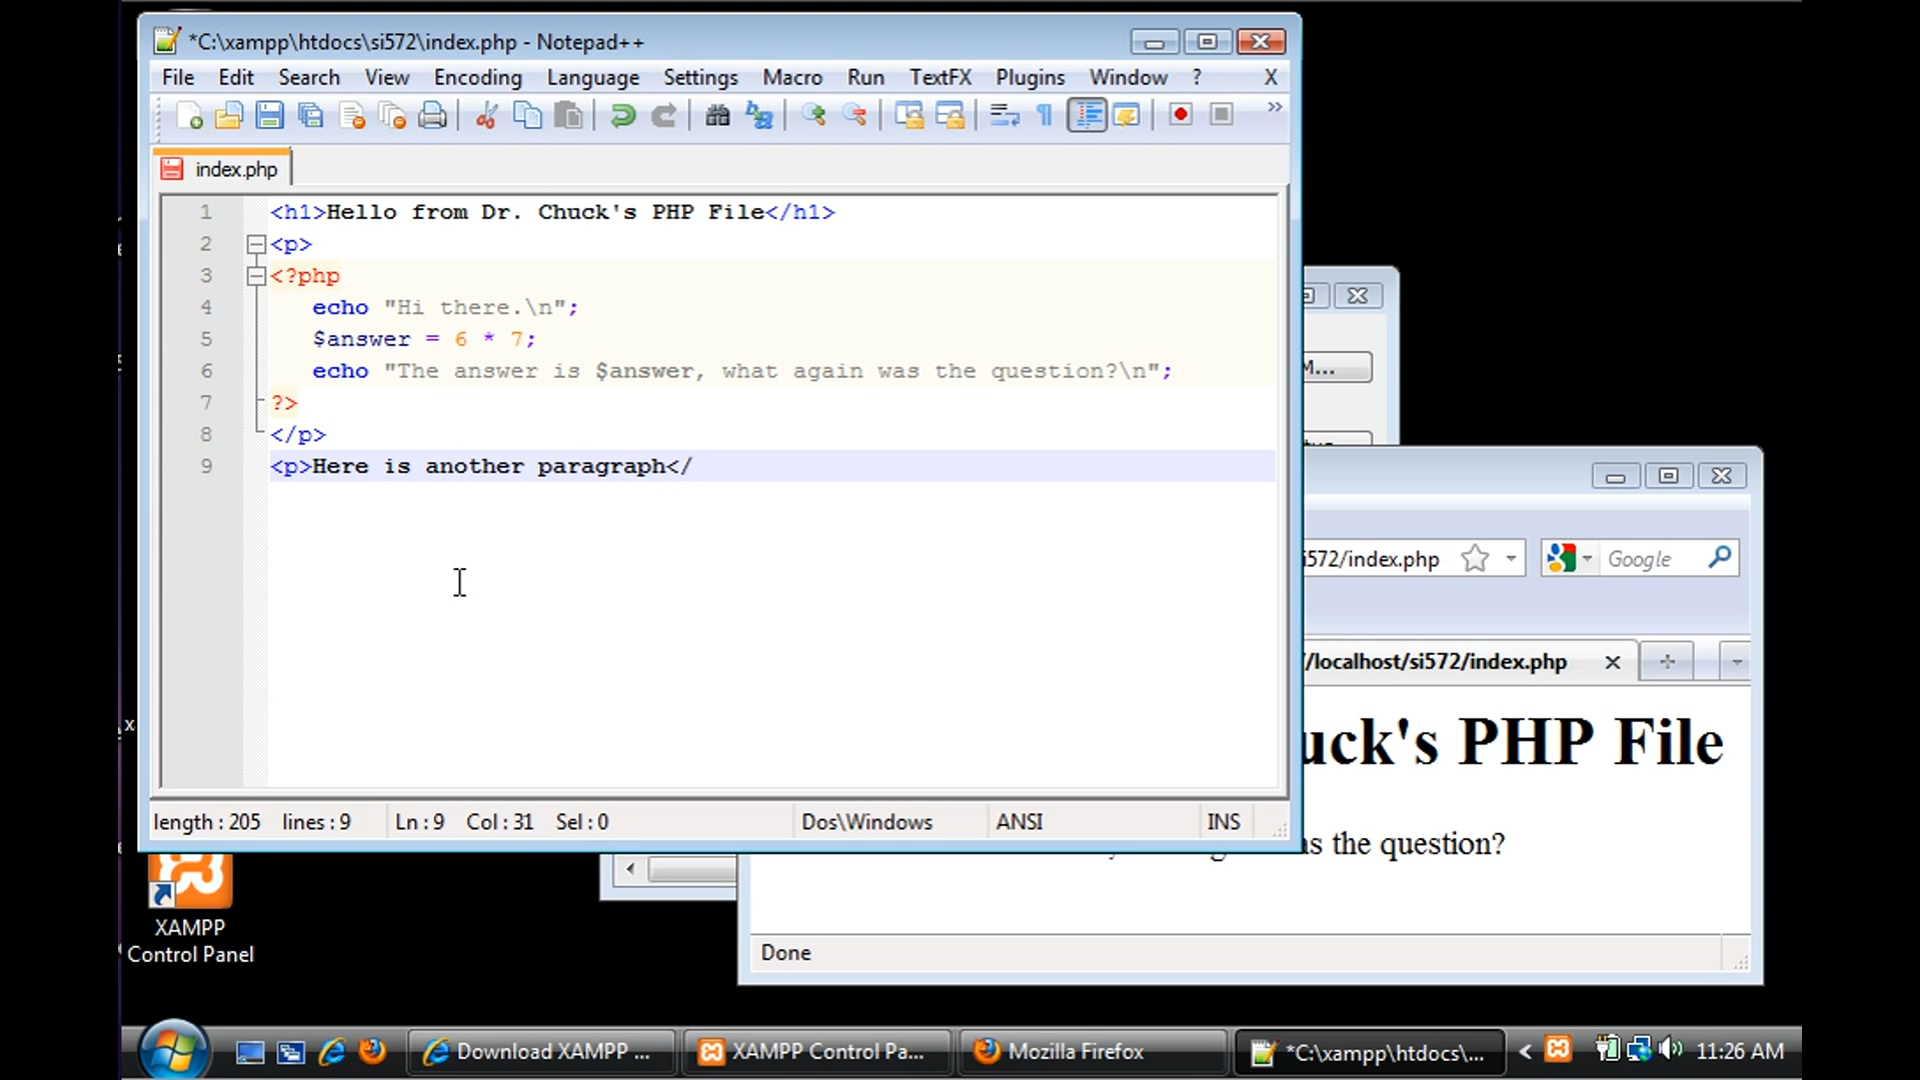 *C:\xampp\htdocs\si572\index.php - Notepad++
File Edit Search View Encoding Language Settings Macro Run TextFX Plugins Window ? X
index.php
1 <h1>Hello from Dr. Chuck's PHP File</h1>
2 <p>
3 <?php
4 echo "Hi there.\n";
5 $answer = 6 * 7;
6 echo "The answer is $answer, what again was the question?\n";
7 ?>
8 </p>
9 <p>Here is another paragraph</
length : 205 lines : 9 Ln : 9 Col : 31 Sel : 0 Dos\Windows ANSI INS
M...
i572/index.php Google
/localhost/si572/index.php
uck's PHP File
s the question?
Done
XAMPP
Control Panel
Download XAMPP ... XAMPP Control Pa... Mozilla Firefox *C:\xampp\htdocs\... 11:26 AM